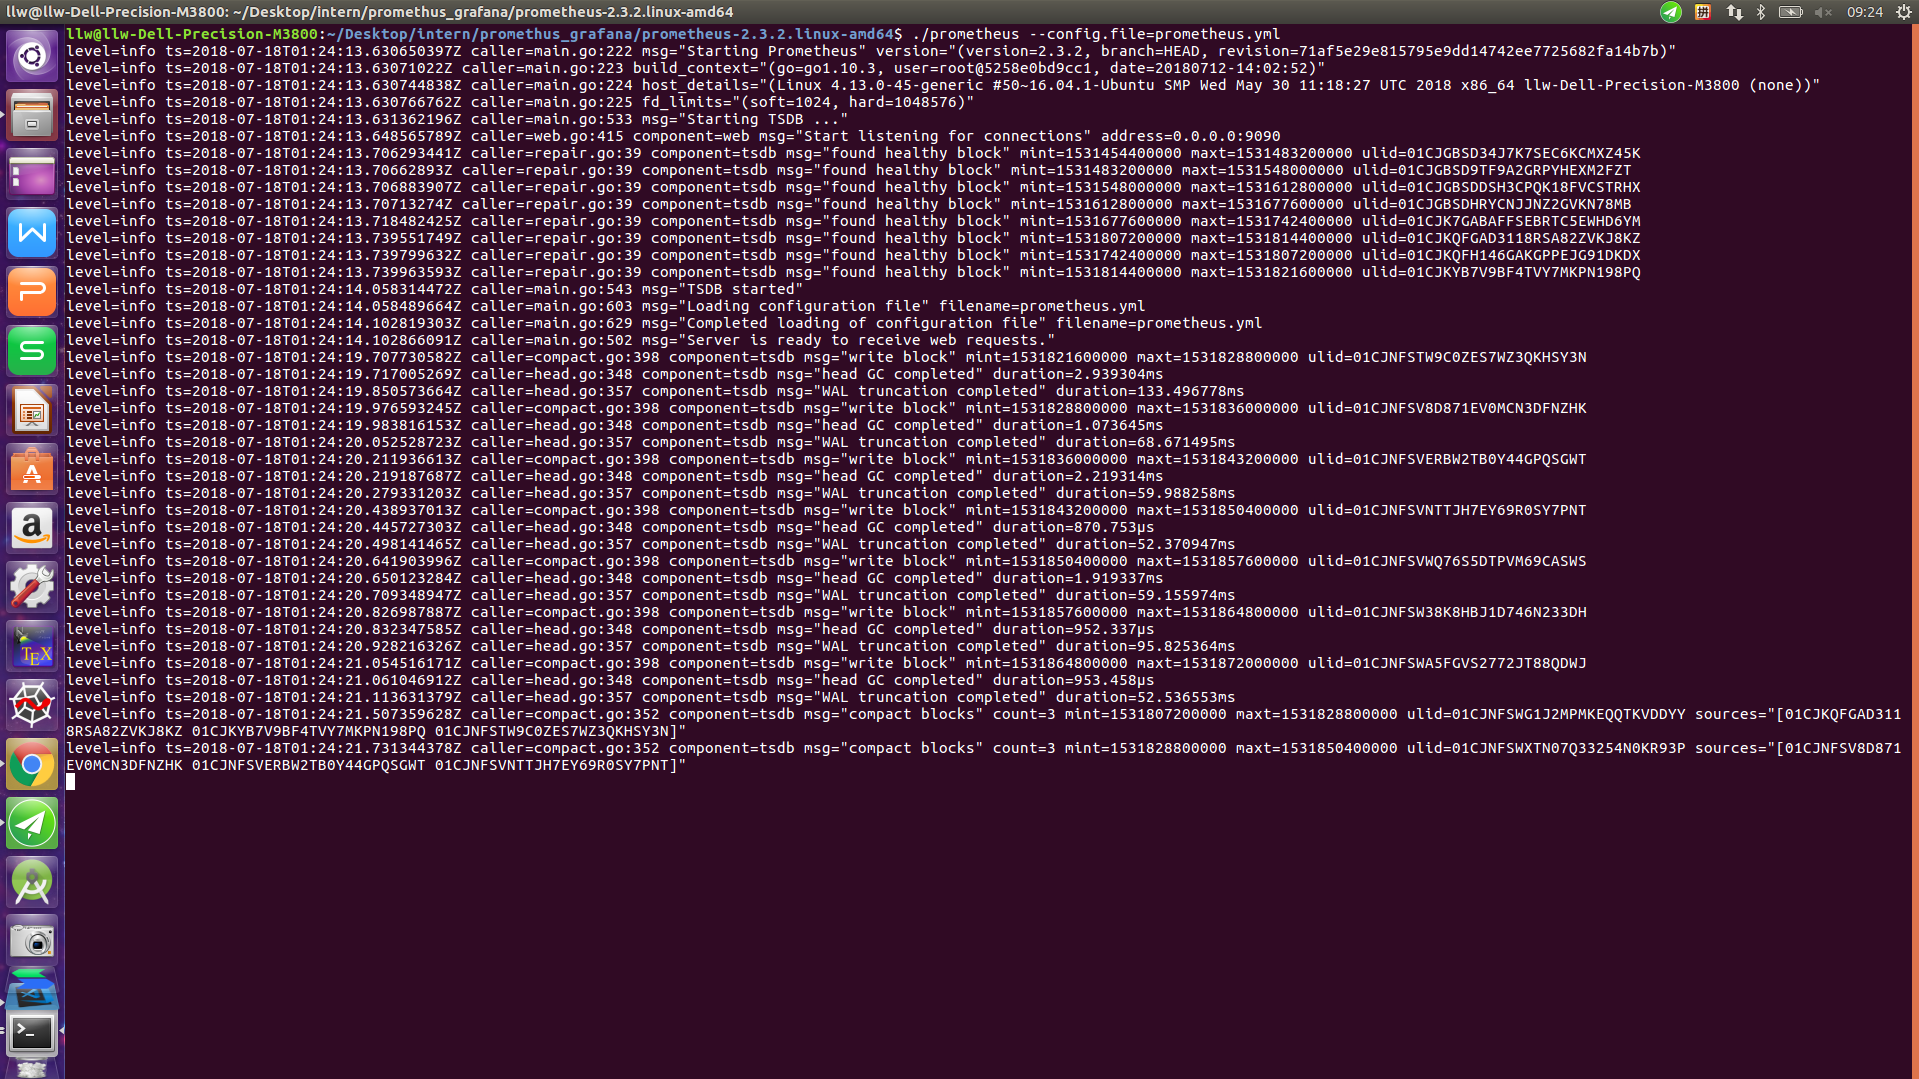 llw@llw-Dell-Precision-M3800: ~/Desktop/intern/promethus_grafana/prometheus-2.3.2.linux-amd64
拼
09:24
llw@llw-Dell-Precision-M3800:~/Desktop/intern/promethus_grafana/prometheus-2.3.2.linux-amd64$ ./prometheus --config.file=prometheus.yml
level=info ts=2018-07-18T01:24:13.630650397Z caller=main.go:222 msg="Starting Prometheus" version="(version=2.3.2, branch=HEAD, revision=71af5e29e815795e9dd14742ee7725682fa14b7b)"
level=info ts=2018-07-18T01:24:13.63071022Z caller=main.go:223 build_context="(go=go1.10.3, user=root@5258e0bd9cc1, date=20180712-14:02:52)"
level=info ts=2018-07-18T01:24:13.630744838Z caller=main.go:224 host_details="(Linux 4.13.0-45-generic #50~16.04.1-Ubuntu SMP Wed May 30 11:18:27 UTC 2018 x86_64 llw-Dell-Precision-M3800 (none))"
level=info ts=2018-07-18T01:24:13.630766762Z caller=main.go:225 fd_limits="(soft=1024, hard=1048576)"
level=info ts=2018-07-18T01:24:13.631362196Z caller=main.go:533 msg="Starting TSDB ..."
level=info ts=2018-07-18T01:24:13.648565789Z caller=web.go:415 component=web msg="Start listening for connections" address=0.0.0.0:9090
level=info ts=2018-07-18T01:24:13.706293441Z caller=repair.go:39 component=tsdb msg="found healthy block" mint=1531454400000 maxt=1531483200000 ulid=01CJGBSD34J7K7SEC6KCMXZ45K
level=info ts=2018-07-18T01:24:13.70662893Z caller=repair.go:39 component=tsdb msg="found healthy block" mint=1531483200000 maxt=1531548000000 ulid=01CJGBSD9TF9A2GRPYHEXM2FZT
level=info ts=2018-07-18T01:24:13.706883907Z caller=repair.go:39 component=tsdb msg="found healthy block" mint=1531548000000 maxt=1531612800000 ulid=01CJGBSDDSH3CPQK18FVCSTRHX
level=info ts=2018-07-18T01:24:13.70713274Z caller=repair.go:39 component=tsdb msg="found healthy block" mint=1531612800000 maxt=1531677600000 ulid=01CJGBSDHRYCNJJNZ2GVKN78MB
level=info ts=2018-07-18T01:24:13.718482425Z caller=repair.go:39 component=tsdb msg="found healthy block" mint=1531677600000 maxt=1531742400000 ulid=01CJK7GABAFFSEBRTC5EWHD6YM
level=info ts=2018-07-18T01:24:13.739551749Z caller=repair.go:39 component=tsdb msg="found healthy block" mint=1531807200000 maxt=1531814400000 ulid=01CJKQFGAD3118RSA82ZVKJ8KZ
level=info ts=2018-07-18T01:24:13.739799632Z caller=repair.go:39 component=tsdb msg="found healthy block" mint=1531742400000 maxt=1531807200000 ulid=01CJKQFH146GAKGPPEJG91DKDX
level=info ts=2018-07-18T01:24:13.739963593Z caller=repair.go:39 component=tsdb msg="found healthy block" mint=1531814400000 maxt=1531821600000 ulid=01CJKYB7V9BF4TVY7MKPN198PQ
level=info ts=2018-07-18T01:24:14.058314472Z caller=main.go:543 msg="TSDB started"
level=info ts=2018-07-18T01:24:14.058489664Z caller=main.go:603 msg="Loading configuration file" filename=prometheus.yml
level=info ts=2018-07-18T01:24:14.102819303Z caller=main.go:629 msg="Completed loading of configuration file" filename=prometheus.yml
level=info ts=2018-07-18T01:24:14.102866091Z caller=main.go:502 msg="Server is ready to receive web requests."
level=info ts=2018-07-18T01:24:19.707730582Z caller=compact.go:398 component=tsdb msg="write block" mint=1531821600000 maxt=1531828800000 ulid=01CJNFSTW9C0ZES7WZ3QKHSY3N
level=info ts=2018-07-18T01:24:19.717005269Z caller=head.go:348 component=tsdb msg="head GC completed" duration=2.939304ms
level=info ts=2018-07-18T01:24:19.850573664Z caller=head.go:357 component=tsdb msg="WAL truncation completed" duration=133.496778ms
level=info ts=2018-07-18T01:24:19.976593245Z caller=compact.go:398 component=tsdb msg="write block" mint=1531828800000 maxt=1531836000000 ulid=01CJNFSV8D871EV0MCN3DFNZHK
level=info ts=2018-07-18T01:24:19.983816153Z caller=head.go:348 component=tsdb msg="head GC completed" duration=1.073645ms
level=info ts=2018-07-18T01:24:20.052528723Z caller=head.go:357 component=tsdb msg="WAL truncation completed" duration=68.671495ms
level=info ts=2018-07-18T01:24:20.211936613Z caller=compact.go:398 component=tsdb msg="write block" mint=1531836000000 maxt=1531843200000 ulid=01CJNFSVERBW2TB0Y44GPQSGWT
level=info ts=2018-07-18T01:24:20.219187687Z caller=head.go:348 component=tsdb msg="head GC completed" duration=2.219314ms
level=info ts=2018-07-18T01:24:20.279331203Z caller=head.go:357 component=tsdb msg="WAL truncation completed" duration=59.988258ms
level=info ts=2018-07-18T01:24:20.438937013Z caller=compact.go:398 component=tsdb msg="write block" mint=1531843200000 maxt=1531850400000 ulid=01CJNFSVNTTJH7EY69R0SY7PNT
level=info ts=2018-07-18T01:24:20.445727303Z caller=head.go:348 component=tsdb msg="head GC completed" duration=870.753µs
level=info ts=2018-07-18T01:24:20.498141465Z caller=head.go:357 component=tsdb msg="WAL truncation completed" duration=52.370947ms
level=info ts=2018-07-18T01:24:20.641903996Z caller=compact.go:398 component=tsdb msg="write block" mint=1531850400000 maxt=1531857600000 ulid=01CJNFSVWQ76S5DTPVM69CASWS
level=info ts=2018-07-18T01:24:20.650123284Z caller=head.go:348 component=tsdb msg="head GC completed" duration=1.919337ms
level=info ts=2018-07-18T01:24:20.709348947Z caller=head.go:357 component=tsdb msg="WAL truncation completed" duration=59.155974ms
level=info ts=2018-07-18T01:24:20.826987887Z caller=compact.go:398 component=tsdb msg="write block" mint=1531857600000 maxt=1531864800000 ulid=01CJNFSW38K8HBJ1D746N233DH
level=info ts=2018-07-18T01:24:20.832347585Z caller=head.go:348 component=tsdb msg="head GC completed" duration=952.337µs
level=info ts=2018-07-18T01:24:20.928216326Z caller=head.go:357 component=tsdb msg="WAL truncation completed" duration=95.825364ms
level=info ts=2018-07-18T01:24:21.054516171Z caller=compact.go:398 component=tsdb msg="write block" mint=1531864800000 maxt=1531872000000 ulid=01CJNFSWA5FGVS2772JT88QDWJ
level=info ts=2018-07-18T01:24:21.061046912Z caller=head.go:348 component=tsdb msg="head GC completed" duration=953.458µs
level=info ts=2018-07-18T01:24:21.113631379Z caller=head.go:357 component=tsdb msg="WAL truncation completed" duration=52.536553ms
level=info ts=2018-07-18T01:24:21.507359628Z caller=compact.go:352 component=tsdb msg="compact blocks" count=3 mint=1531807200000 maxt=1531828800000 ulid=01CJNFSWG1J2MPMKEQQTKVDDYY sources="[01CJKQFGAD311
8RSA82ZVKJ8KZ 01CJKYB7V9BF4TVY7MKPN198PQ 01CJNFSTW9C0ZES7WZ3QKHSY3N]"
level=info ts=2018-07-18T01:24:21.731344378Z caller=compact.go:352 component=tsdb msg="compact blocks" count=3 mint=1531828800000 maxt=1531850400000 ulid=01CJNFSWXTN07Q33254N0KR93P sources="[01CJNFSV8D871
EV0MCN3DFNZHK 01CJNFSVERBW2TB0Y44GPQSGWT 01CJNFSVNTTJH7EY69R0SY7PNT]"